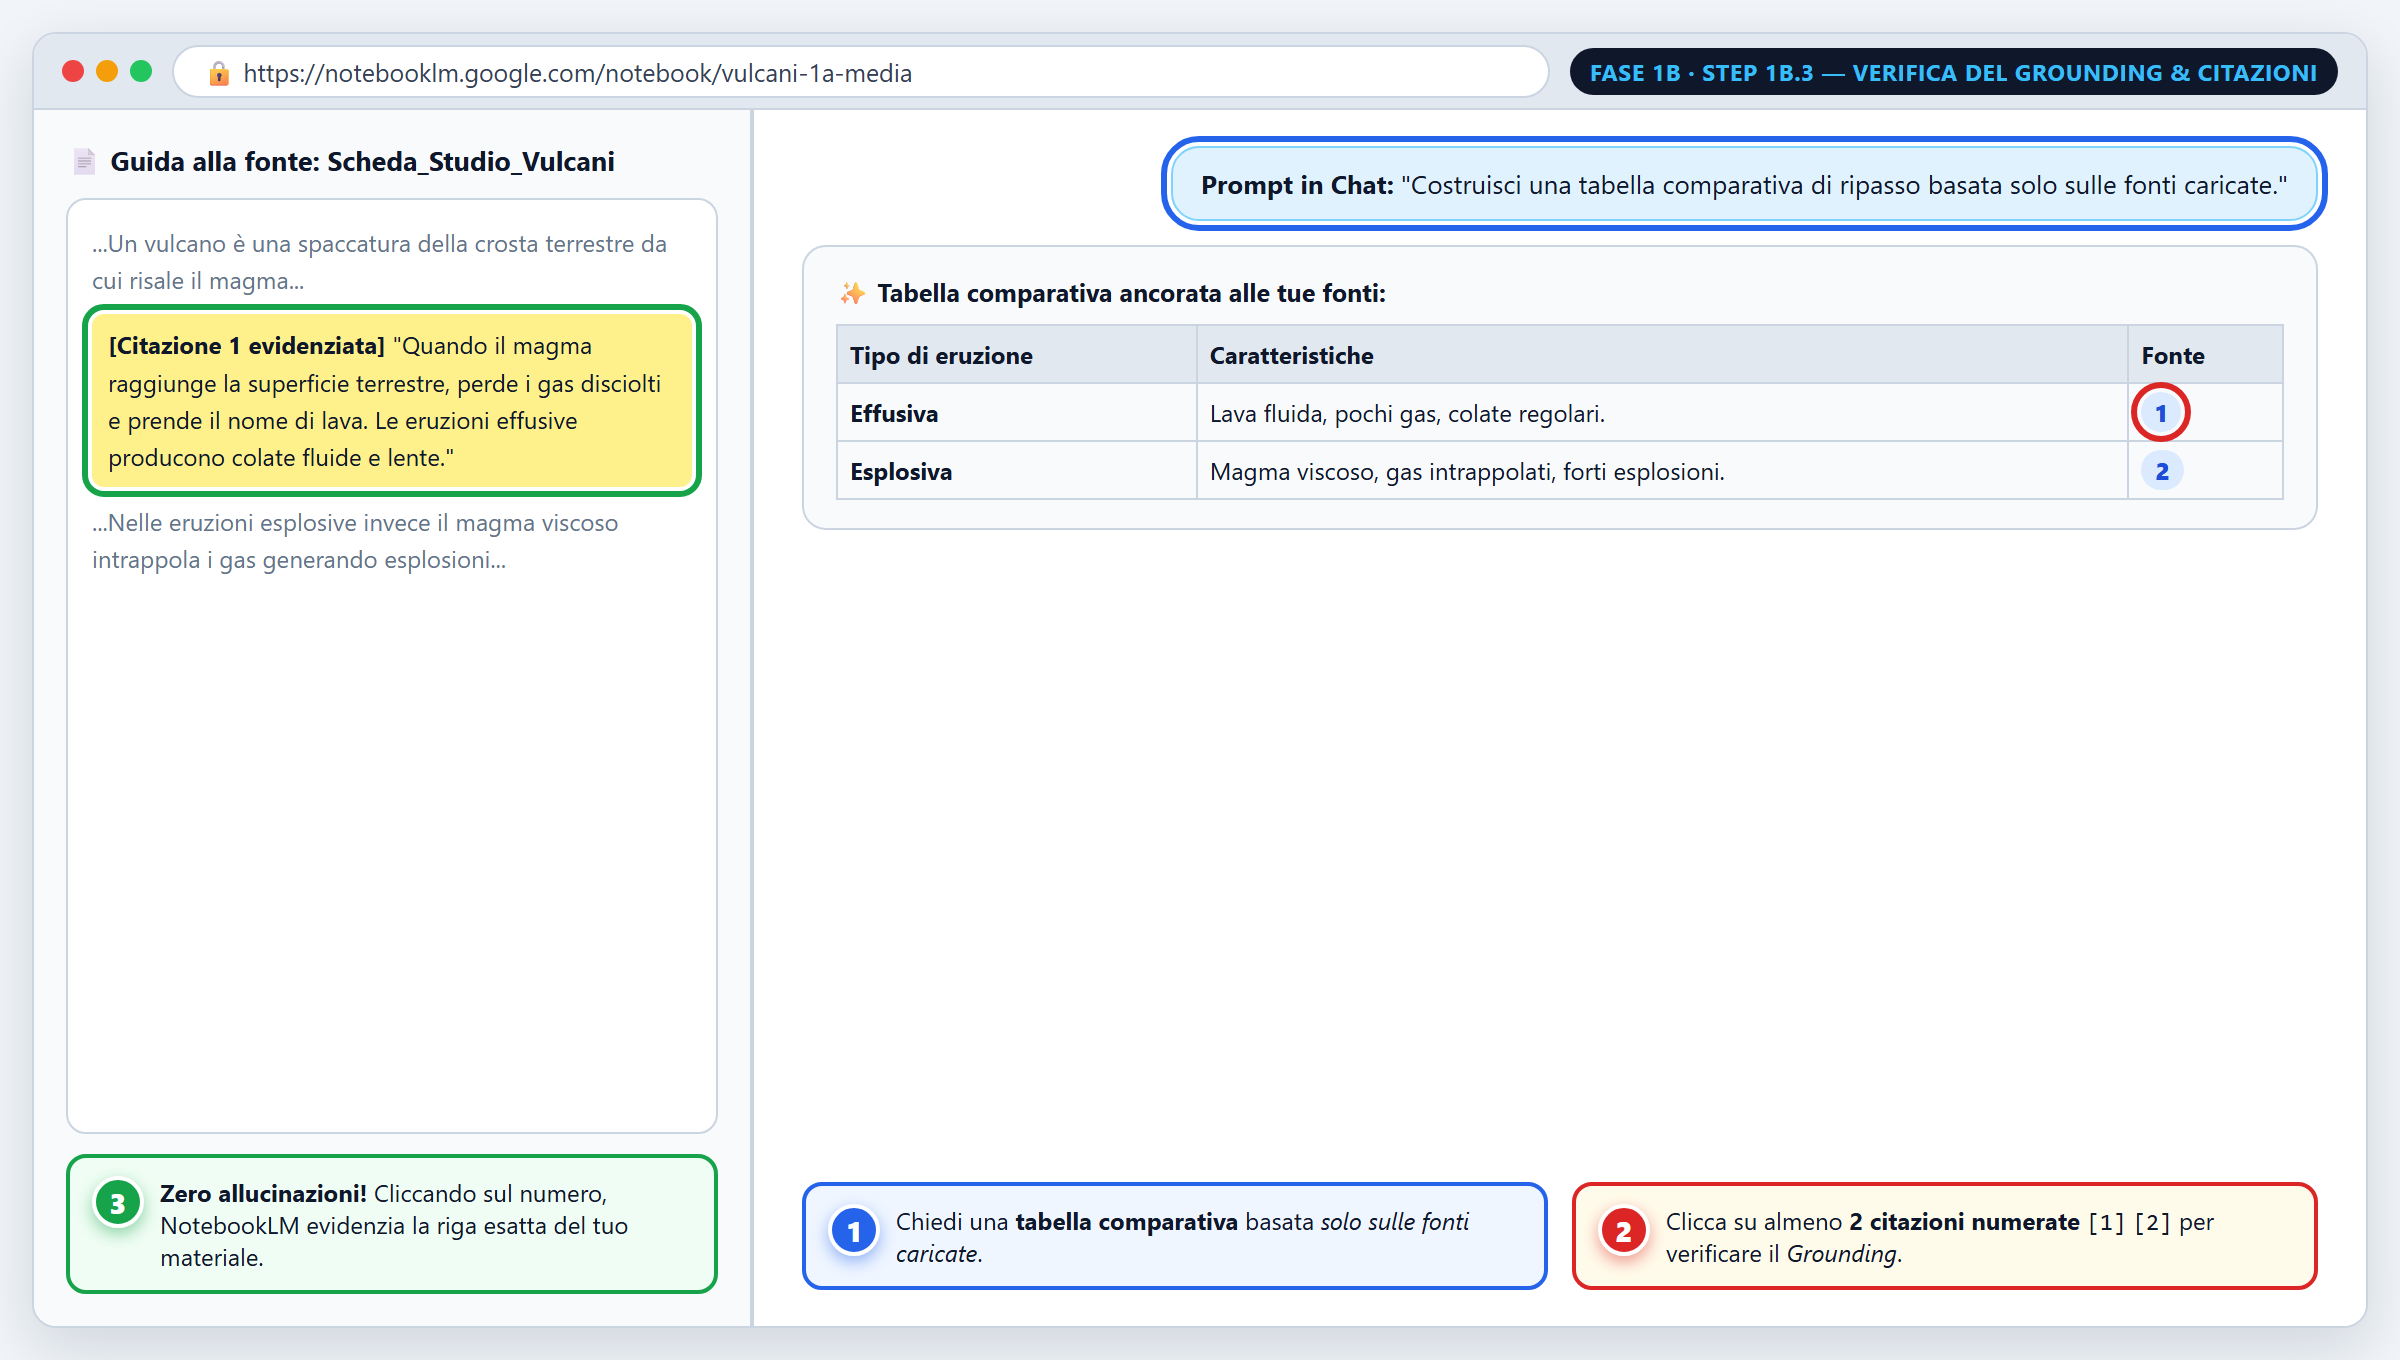 https://notebooklm.google.com/notebook/vulcani-1a-media
FASE 1B · STEP 1B.3 — VERIFICA DEL GROUNDING & CITAZIONI
Guida alla fonte: Scheda_Studio_Vulcani
...Un vulcano è una spaccatura della crosta terrestre da
cui risale il magma...
[Citazione 1 evidenziata] "Quando il magma
raggiunge la superficie terrestre, perde i gas disciolti
e prende il nome di lava. Le eruzioni effusive
producono colate fluide e lente."
...Nelle eruzioni esplosive invece il magma viscoso
intrappola i gas generando esplosioni...
3
Zero allucinazioni! Cliccando sul numero,
NotebookLM evidenzia la riga esatta del tuo
materiale.
Prompt in Chat: "Costruisci una tabella comparativa di ripasso basata solo sulle fonti caricate."
Tabella comparativa ancorata alle tue fonti:
Tipo di eruzione Caratteristiche Fonte
Effusiva Lava fluida, pochi gas, colate regolari. 1
Esplosiva Magma viscoso, gas intrappolati, forti esplosioni. 2
1
Chiedi una tabella comparativa basata solo sulle fonti
caricate.
2
Clicca su almeno 2 citazioni numerate [1] [2] per
verificare il Grounding.